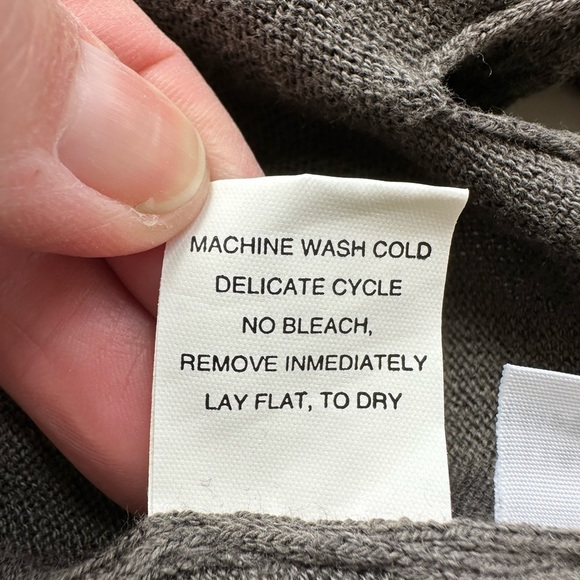 MACHINE WASH COLD
DELICATE CYCLE
NO BLEACH,
REMOVE INMEDIATELY
LAY FLAT, TO DRY